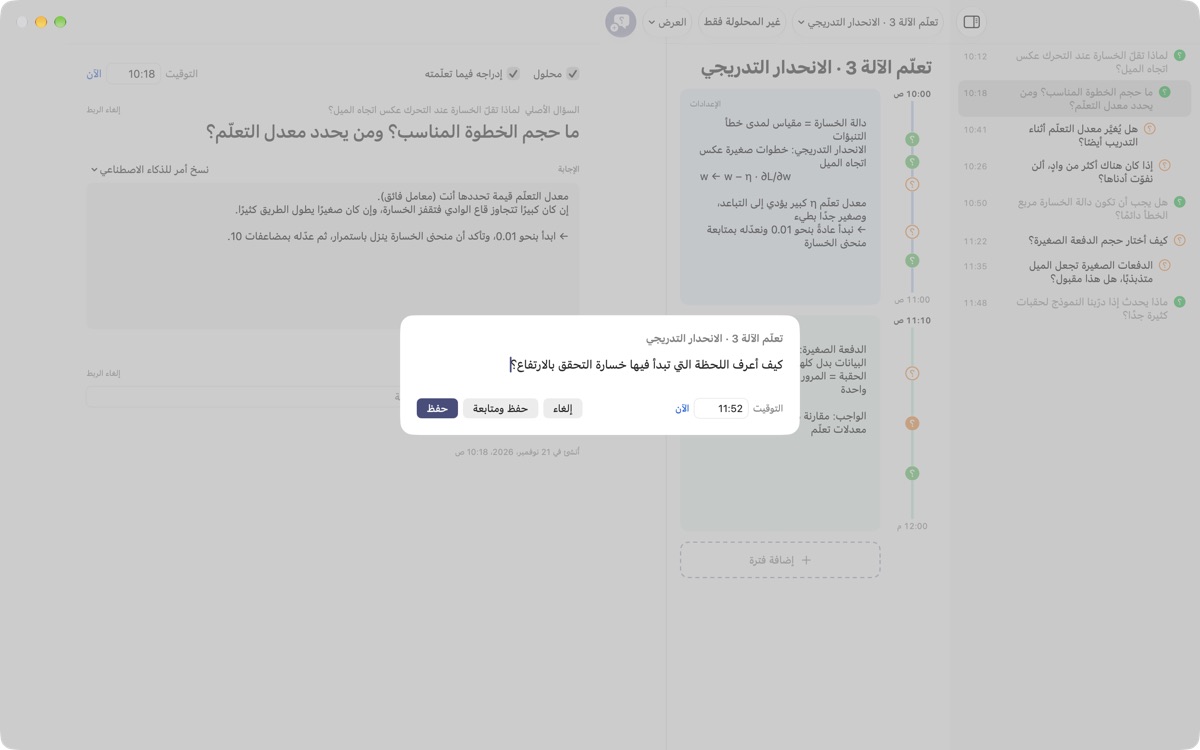 تعلّم الآلة 3 · الانحدار التدريجي
غير المحلولة فقط
العرض
لماذا تقلّ الخسارة عند التحرك عكس اتجاه الميل؟
10:12
ما حجم الخطوة المناسب؟ ومن يحدد معدل التعلّم؟
10:18
هل يُغيَّر معدل التعلّم أثناء التدريب أيضًا؟
10:41
إذا كان هناك أكثر من وادٍ، ألن نفوّت أدناها؟
10:26
هل يجب أن تكون دالة الخسارة مربع الخطأ دائمًا؟
10:50
كيف أختار حجم الدفعة الصغيرة؟
11:22
الدفعات الصغيرة تجعل الميل متذبذبًا، هل هذا مقبول؟
11:35
ماذا يحدث إذا درّبنا النموذج لحقبات كثيرة جدًا؟
11:48
تعلّم الآلة 3 · الانحدار التدريجي
10:00 ص
الإعدادات
دالة الخسارة = مقياس لمدى خطأ
التنبؤات
الانحدار التدريجي: خطوات صغيرة عكس
اتجاه الميل
w ← w − η · ∂L/∂w
معدل تعلّم η كبير يؤدي إلى التباعد،
وصغير جدًا بطيء
← نبدأ عادةً بنحو 0.01 ونعدّله بمتابعة
منحنى الخسارة
11:00 ص
11:10 ص
الدفعة الصغيرة:
البيانات بدل كلها
الحقبة = المرور
واحدة
الواجب: مقارنة
معدلات تعلّم
12:00 م
إضافة فترة
محلول
إدراجه فيما تعلّمته
التوقيت
10:18
الآن
السؤال الأصلي
لماذا تقلّ الخسارة عند التحرك عكس اتجاه الميل؟
إلغاء الربط
ما حجم الخطوة المناسب؟ ومن يحدد معدل التعلّم؟
الإجابة
نسخ أمر للذكاء الاصطناعي
معدل التعلّم قيمة تحددها أنت (معامل فائق).
إن كان كبيرًا تتجاوز قاع الوادي فتقفز الخسارة، وإن كان صغيرًا يطول الطريق كثيرًا.
← ابدأ بنحو 0.01، وتأكد أن منحنى الخسارة ينزل باستمرار، ثم عدّله بمضاعفات 10.
إلغاء الربط
أنشئ في 21 نوفمبر، 2026، 10:18 ص
تعلّم الآلة 3 · الانحدار التدريجي
كيف أعرف اللحظة التي تبدأ فيها خسارة التحقق بالارتفاع؟
التوقيت
11:52
الآن
إلغاء
حفظ ومتابعة
حفظ